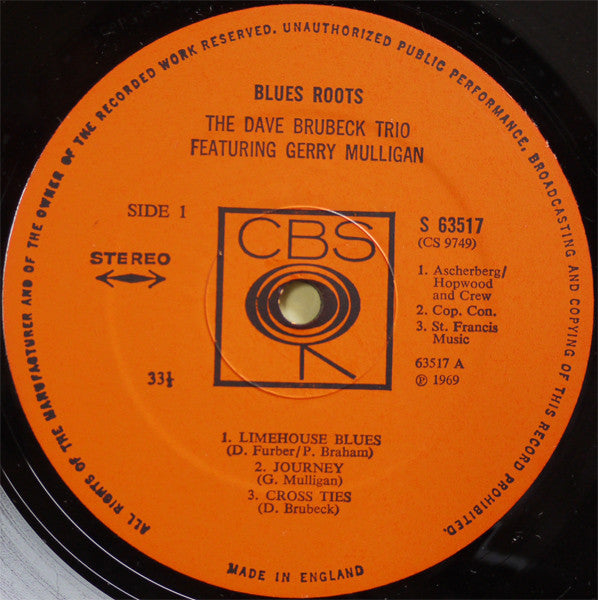 ALL RIGHTS OF THE MANUFACTURER AND OF THE OWNER OF THE RECORDED WORK RESERVED. UNAUTHORIZED PUBLIC PERFORMANCE, BROADCASTING AND COPYING OF THIS RECORD PROHIBITED.
BLUES ROOTS
THE DAVE BRUBECK TRIO
FEATURING GERRY MULLIGAN
SIDE 1
STEREO
33⅓
CBS
S 63517
(CS 9749)
1. Ascherberg/
Hopwood
and Crew
2. Cop. Con.
3. St. Francis
Music
63517 A
℗ 1969
1. LIMEHOUSE BLUES
(D. Furber/P. Braham)
2. JOURNEY
(G. Mulligan)
3. CROSS TIES
(D. Brubeck)
MADE IN ENGLAND